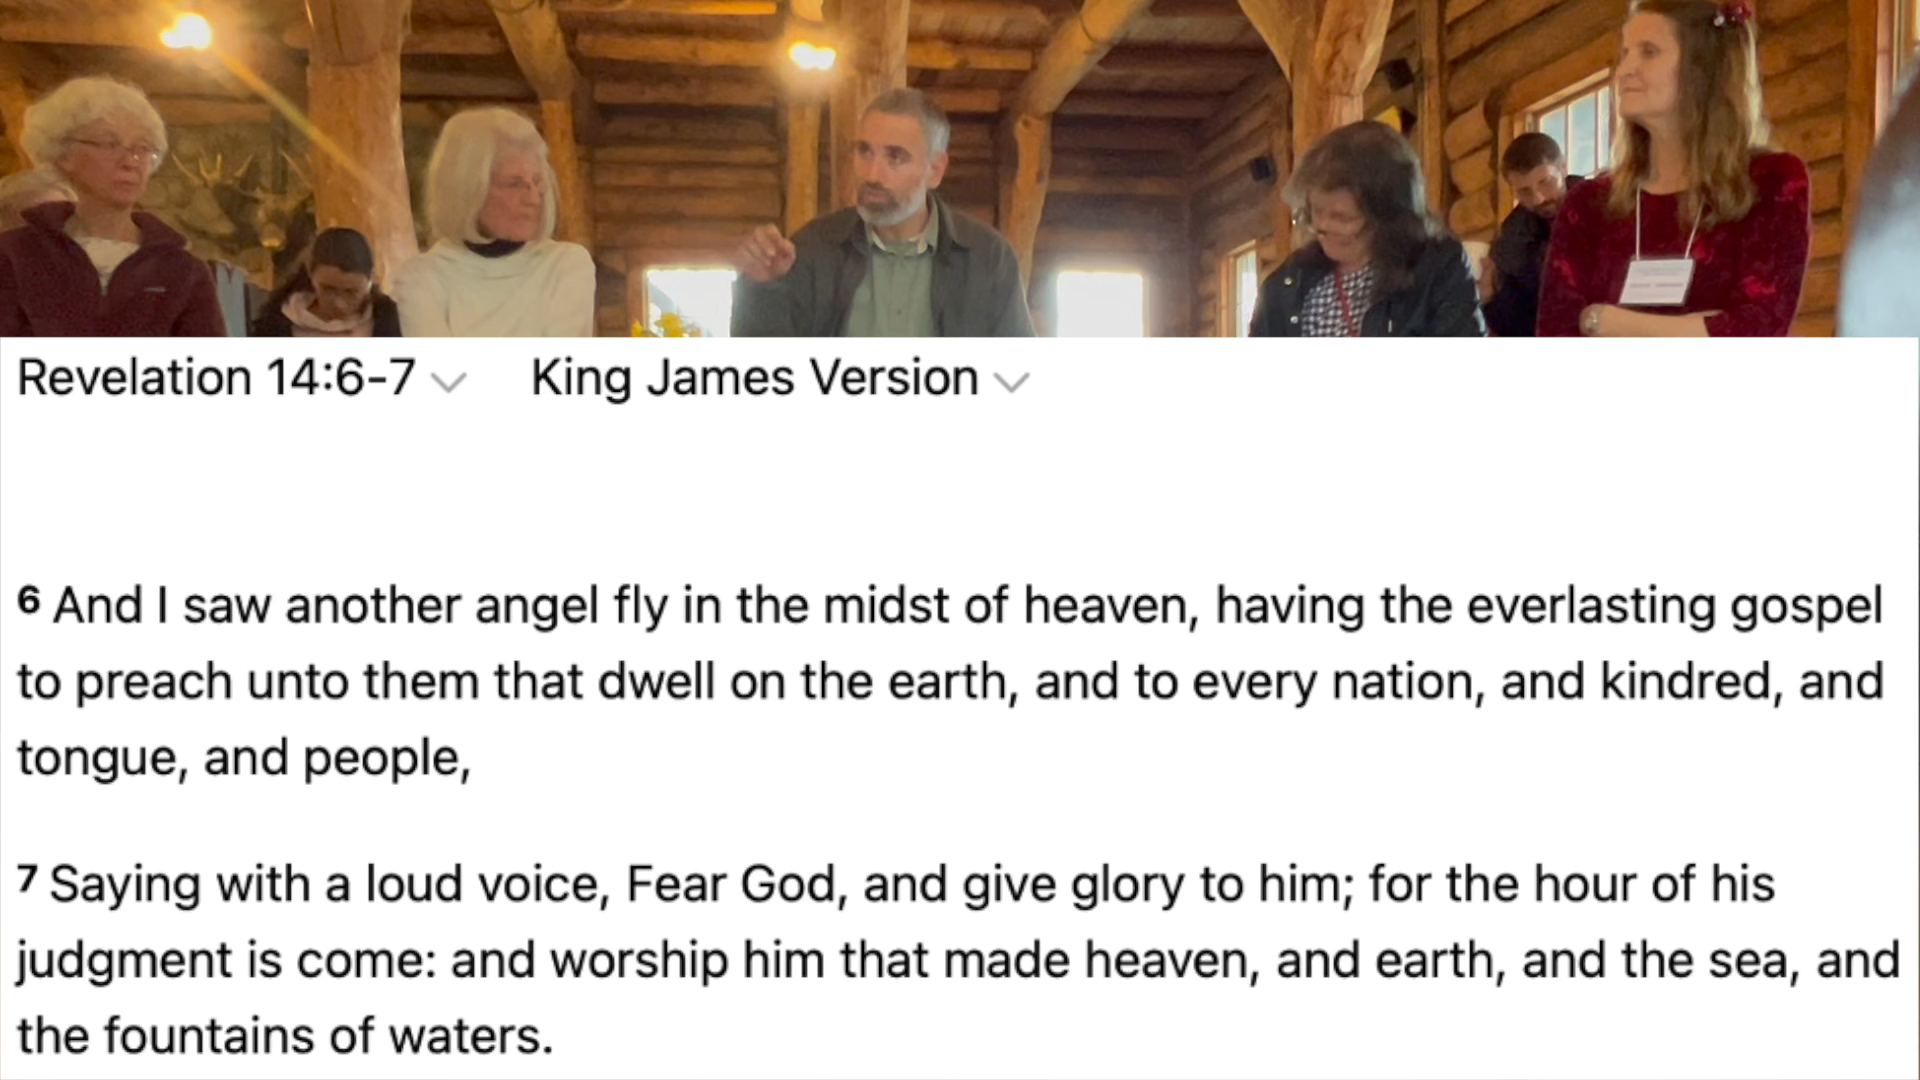 Revelation 14:6-7 King James Version
6 And I saw another angel fly in the midst of heaven, having the everlasting gospel
to preach unto them that dwell on the earth, and to every nation, and kindred, and
tongue, and people,
7 Saying with a loud voice, Fear God, and give glory to him; for the hour of his
judgment is come: and worship him that made heaven, and earth, and the sea, and
the fountains of waters.